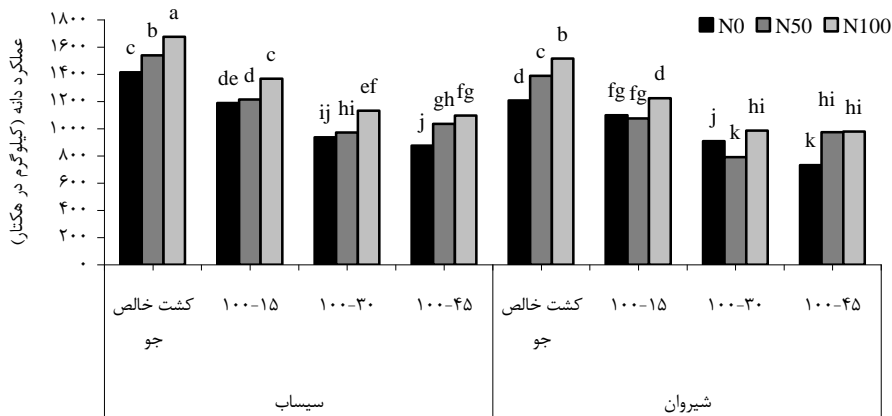 عملکرد دانه (کیلوگرم در هکتار)
۱۸۰۰
۱۶۰۰
۱۴۰۰
۱۲۰۰
۱۰۰۰
۸۰۰
۶۰۰
۴۰۰
۲۰۰
۰
N0 N50 N100
c b a
de d c
ij hi ef
j gh fg
d c b
fg fg d
j k hi
k hi hi
کشت خالص
جو
۱۰۰-۱۵
۱۰۰-۳۰
۱۰۰-۴۵
کشت خالص
جو
۱۰۰-۱۵
۱۰۰-۳۰
۱۰۰-۴۵
سیساب
شیروان